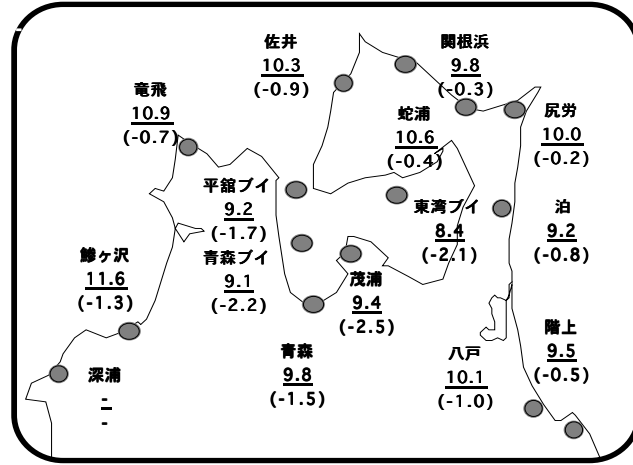 佐井
10.3
(-0.9)
関根浜
9.8
(-0.3)
竜飛
10.9
(-0.7)
蛇浦
10.6
(-0.4)
尻労
10.0
(-0.2)
平舘ブイ
9.2
(-1.7)
東湾ブイ
8.4
(-2.1)
泊
9.2
(-0.8)
鰺ヶ沢
11.6
(-1.3)
青森ブイ
9.1
(-2.2)
茂浦
9.4
(-2.5)
深浦
-
-
青森
9.8
(-1.5)
八戸
10.1
(-1.0)
階上
9.5
(-0.5)